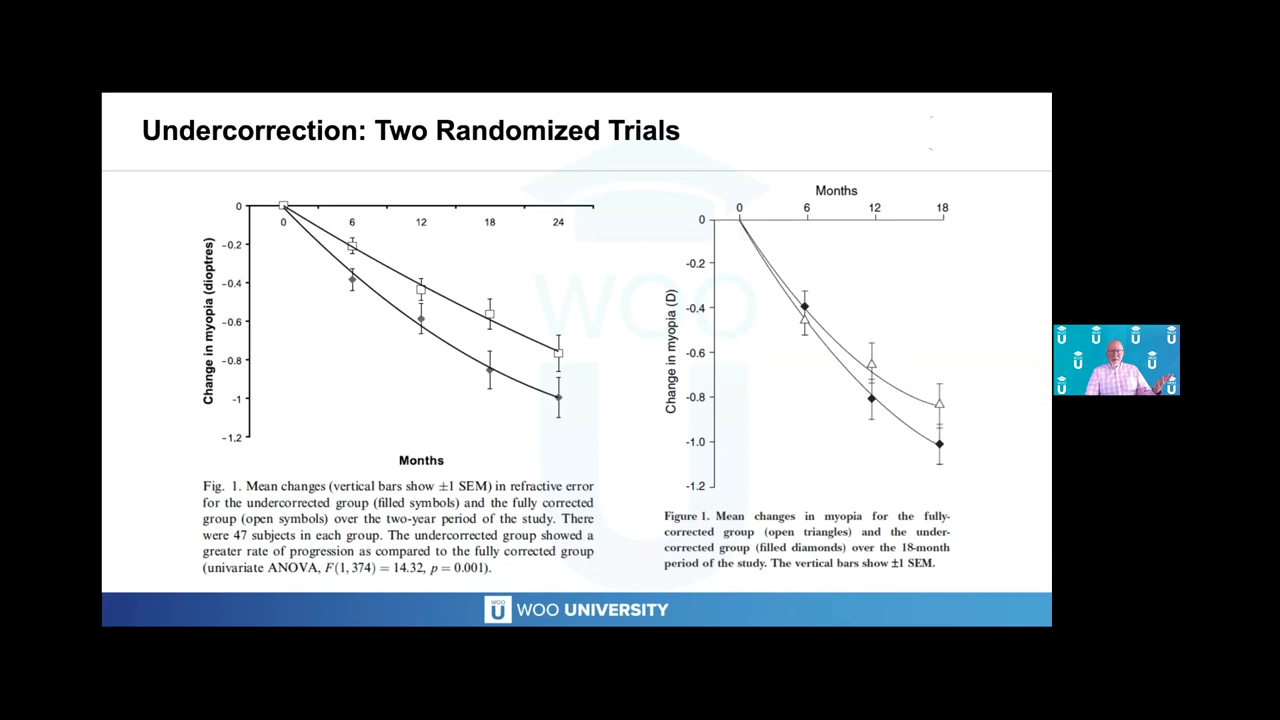 Undercorrection: Two Randomized Trials
Change in myopia (dioptres)
0
-0.2
-0.4
-0.6
-0.8
-1
-1.2
0
6
12
18
24
Months
Fig. 1. Mean changes (vertical bars show ±1 SEM) in refractive error
for the undercorrected group (filled symbols) and the fully corrected
group (open symbols) over the two-year period of the study. There
were 47 subjects in each group. The undercorrected group showed a
greater rate of progression as compared to the fully corrected group
(univariate ANOVA, F(1, 374) = 14.32, p = 0.001).
Months
0
6
12
18
Change in myopia (D)
0
-0.2
-0.4
-0.6
-0.8
-1.0
-1.2
Figure 1. Mean changes in myopia for the fully-
corrected group (open triangles) and the under-
corrected group (filled diamonds) over the 18-month
period of the study. The vertical bars show ±1 SEM.
WOO
U
WOO
U
WOO UNIVERSITY
U
U
U
U
U
U
U
U